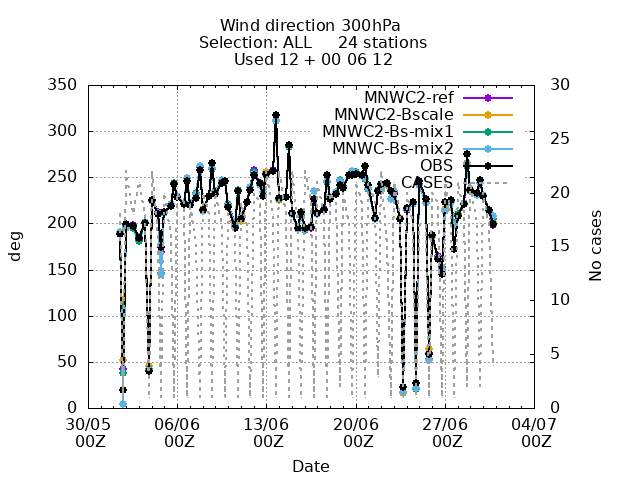 Wind direction 300hPa
Selection: ALL 24 stations
Used 12 + 00 06 12
350 30
MNWC2-ref
MNWC2-Bscale
300 25
MNWC2-Bs-mix1
MNWC-Bs-mix2
OBS
CASES
250 20
200
deg No cases
15
150
10
100
50 5
0 0
30/05 06/06 13/06 20/06 27/06 04/07
00Z 00Z 00Z 00Z 00Z 00Z
Date